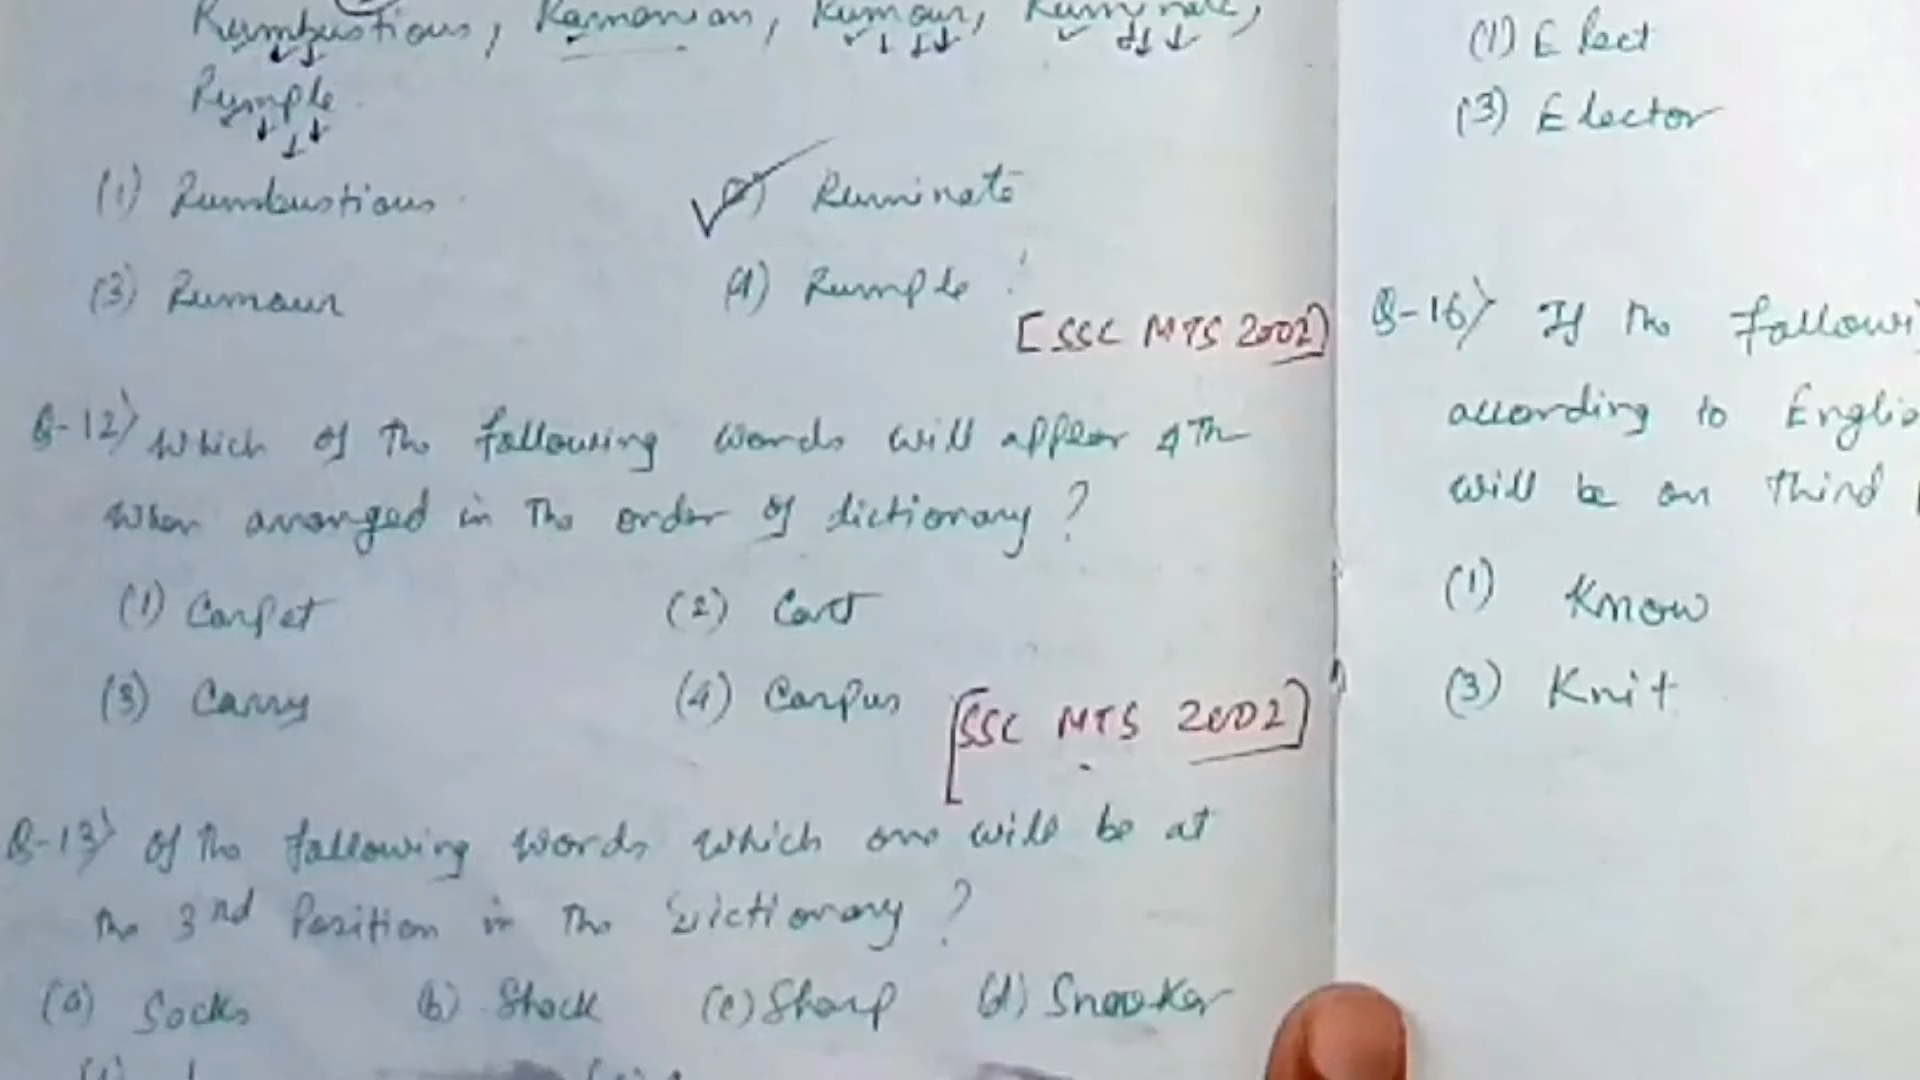 Rumbustious, Ramonian, Rumour, Ruminate,
Rumple.
(1) Rumbustious
(2) Ruminate
(3) Rumour
(4) Rumple
[SSC MTS 2002]
Q-12) Which of the following words will appear 4th
when arranged in the order of dictionary?
(1) Carpet
(2) Cart
(3) Carry
(4) Carpus
[SSC MTS 2002]
Q-13) Of the following words which one will be at
the 3nd Position in the Dictionary?
(a) Socks
(b) Shock
(c) Sharp
(d) Snooker
(1) Elect
(3) Elector
Q-16) If the followi
according to Englis
will be on third
(1) Know
(3) Knit